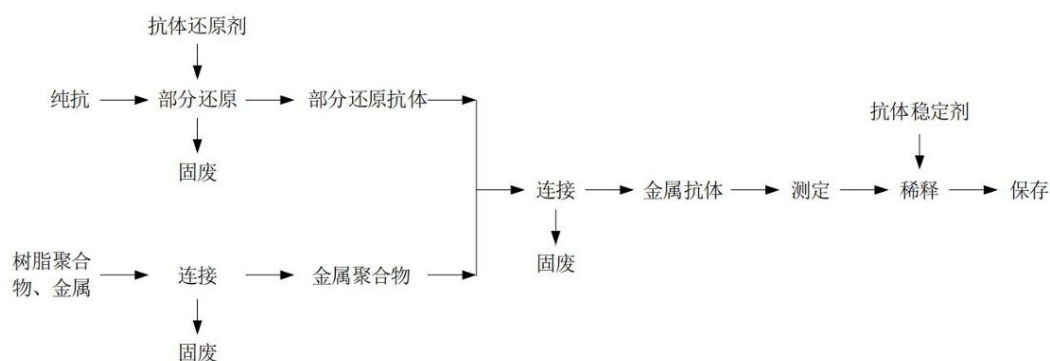 抗体还原剂
纯抗
部分还原
部分还原抗体
固废
抗体稳定剂
连接
金属抗体
测定
稀释
保存
固废
树脂聚合
物、金属
连接
金属聚合物
固废